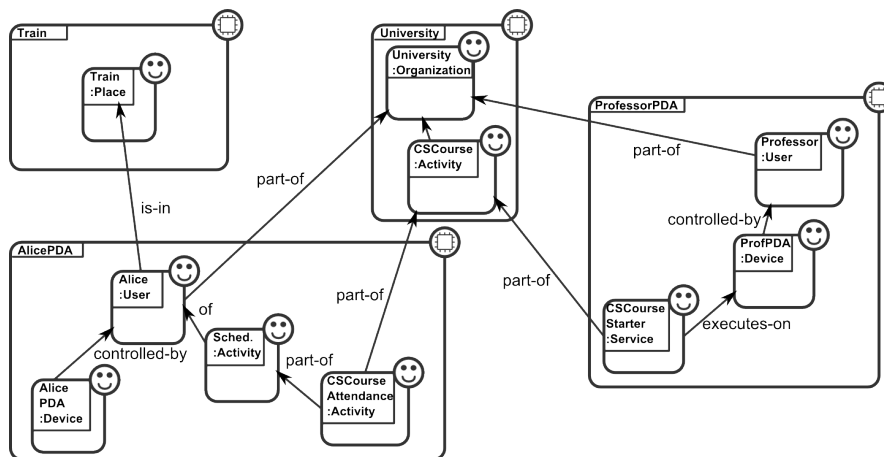 Train
Train
:Place
University
University
:Organization
CSCourse
:Activity
ProfessorPDA
Professor
:User
part-of
part-of
is-in
controlled-by
ProfPDA
:Device
AlicePDA
Alice
:User
of
part-of
part-of
CSCourse
Starter
:Service
executes-on
Sched.
:Activity
controlled-by
part-of
Alice
PDA
:Device
CSCourse
Attendance
:Activity